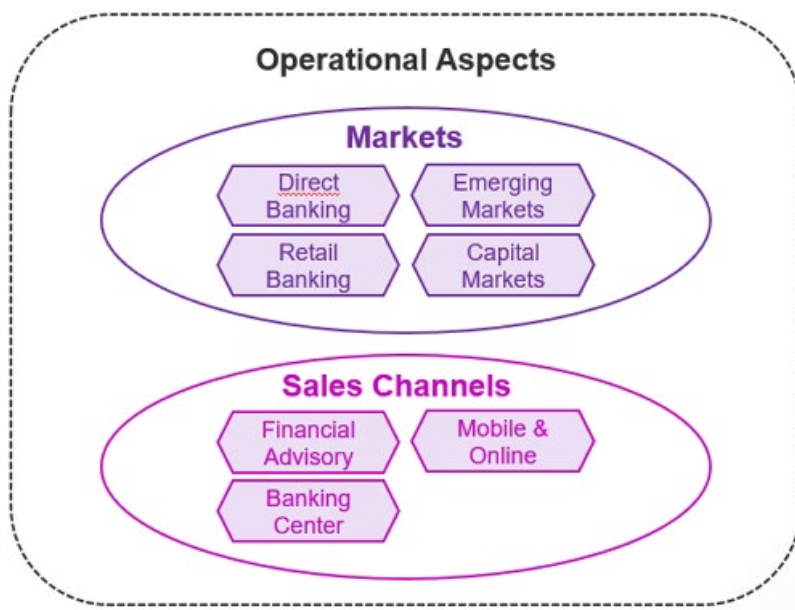 Operational Aspects
Markets
Direct
Banking
Emerging
Markets
Retail
Banking
Capital
Markets
Sales Channels
Financial
Advisory
Mobile &
Online
Banking
Center